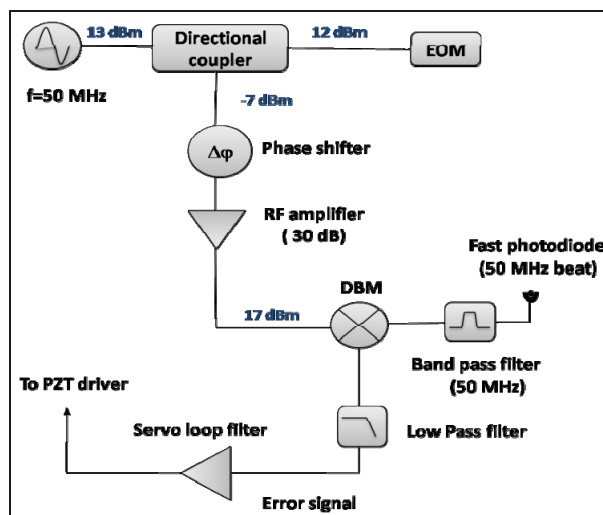 13 dBm
Directional
coupler
12 dBm
EOM
f=50 MHz
-7 dBm
Δφ
Phase shifter
RF amplifier
( 30 dB)
Fast photodiode
(50 MHz beat)
DBM
17 dBm
Band pass filter
(50 MHz)
To PZT driver
Servo loop filter
Low Pass filter
Error signal